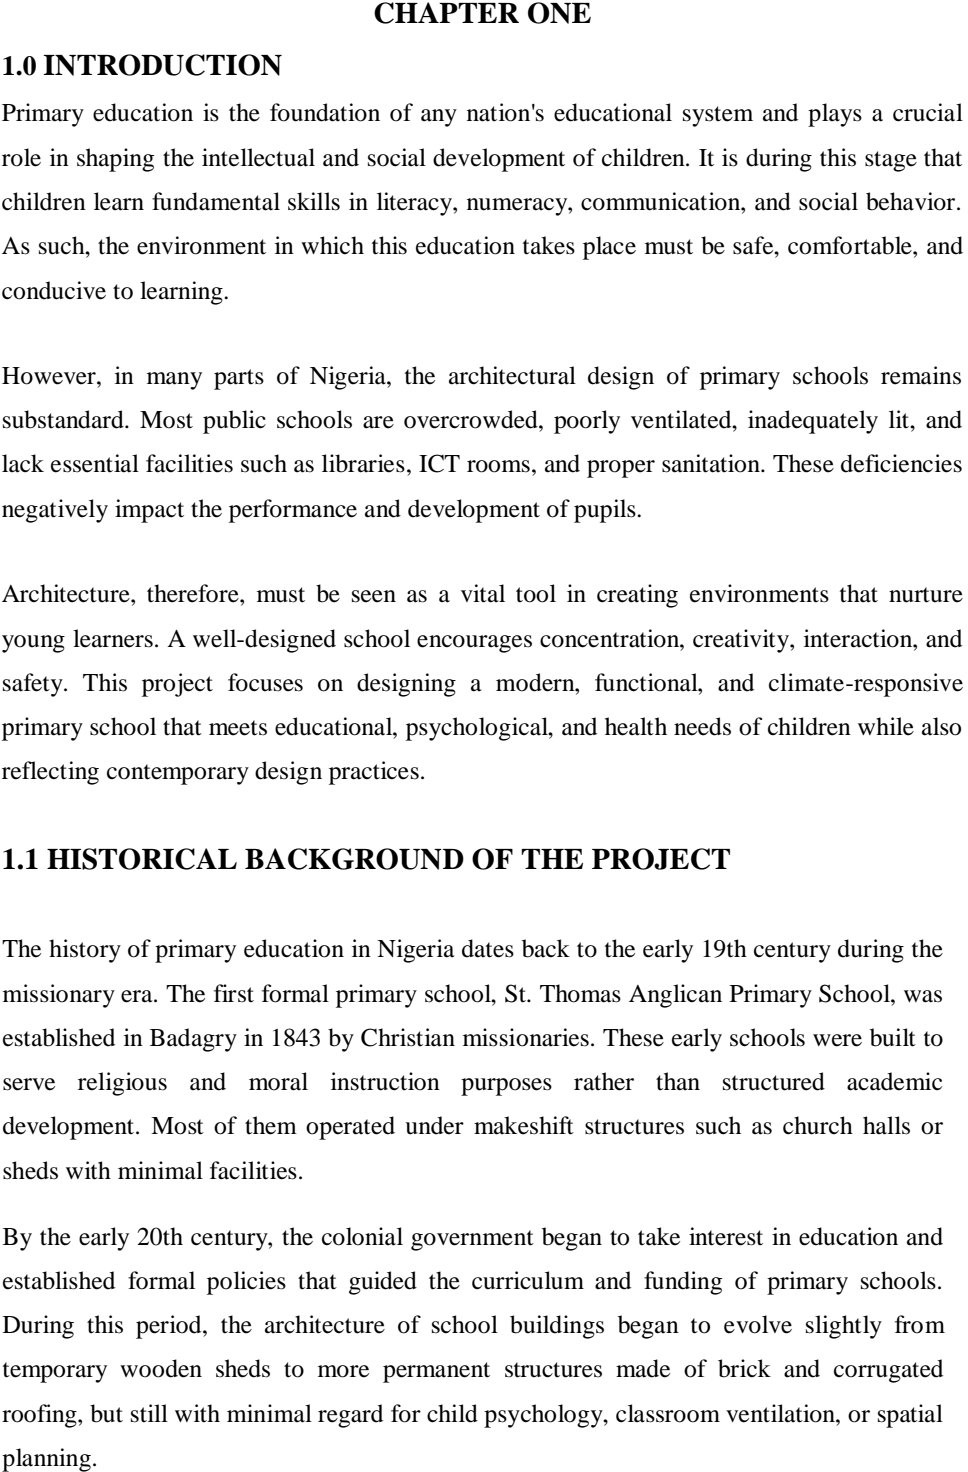 CHAPTER ONE
1.0 INTRODUCTION
Primary education is the foundation of any nation's educational system and plays a crucial
role in shaping the intellectual and social development of children. It is during this stage that
children learn fundamental skills in literacy, numeracy, communication, and social behavior.
As such, the environment in which this education takes place must be safe, comfortable, and
conducive to learning.
However, in many parts of Nigeria, the architectural design of primary schools remains
substandard. Most public schools are overcrowded, poorly ventilated, inadequately lit, and
lack essential facilities such as libraries, ICT rooms, and proper sanitation. These deficiencies
negatively impact the performance and development of pupils.
Architecture, therefore, must be seen as a vital tool in creating environments that nurture
young learners. A well-designed school encourages concentration, creativity, interaction, and
safety. This project focuses on designing a modern, functional, and climate-responsive
primary school that meets educational, psychological, and health needs of children while also
reflecting contemporary design practices.
1.1 HISTORICAL BACKGROUND OF THE PROJECT
The history of primary education in Nigeria dates back to the early 19th century during the
missionary era. The first formal primary school, St. Thomas Anglican Primary School, was
established in Badagry in 1843 by Christian missionaries. These early schools were built to
serve religious and moral instruction purposes rather than structured academic
development. Most of them operated under makeshift structures such as church halls or
sheds with minimal facilities.
By the early 20th century, the colonial government began to take interest in education and
established formal policies that guided the curriculum and funding of primary schools.
During this period, the architecture of school buildings began to evolve slightly from
temporary wooden sheds to more permanent structures made of brick and corrugated
roofing, but still with minimal regard for child psychology, classroom ventilation, or spatial
planning.